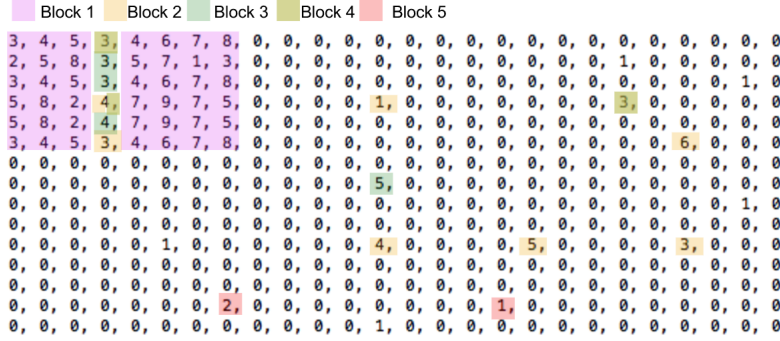 Block 1 Block 2 Block 3 Block 4 Block 5
3, 4, 5, 3, 4, 6, 7, 8, 0, 0, 0, 0, 0, 0, 0, 0, 0, 0, 0, 0, 0, 0, 0, 0, 0, 0
2, 5, 8, 3, 5, 7, 1, 3, 0, 0, 0, 0, 0, 0, 0, 0, 0, 0, 0, 0, 1, 0, 0, 0, 0, 0
3, 4, 5, 3, 4, 6, 7, 8, 0, 0, 0, 0, 0, 0, 0, 0, 0, 0, 0, 0, 0, 0, 0, 0, 1, 0
5, 8, 2, 4, 7, 9, 7, 5, 0, 0, 0, 0, 1, 0, 0, 0, 0, 0, 0, 0, 3, 0, 0, 0, 0, 0
5, 8, 2, 4, 7, 9, 7, 5, 0, 0, 0, 0, 0, 0, 0, 0, 0, 0, 0, 0, 0, 0, 0, 0, 0, 0
3, 4, 5, 3, 4, 6, 7, 8, 0, 0, 0, 0, 0, 0, 0, 0, 0, 0, 0, 0, 0, 0, 6, 0, 0, 0
0, 0, 0, 0, 0, 0, 0, 0, 0, 0, 0, 0, 0, 0, 0, 0, 0, 0, 0, 0, 0, 0, 0, 0, 0, 0
0, 0, 0, 0, 0, 0, 0, 0, 0, 0, 0, 0, 5, 0, 0, 0, 0, 0, 0, 0, 0, 0, 0, 0, 0, 0
0, 0, 0, 0, 0, 0, 0, 0, 0, 0, 0, 0, 0, 0, 0, 0, 0, 0, 0, 0, 0, 0, 0, 0, 1, 0
0, 0, 0, 0, 0, 0, 0, 0, 0, 0, 0, 0, 0, 0, 0, 0, 0, 0, 0, 0, 0, 0, 0, 0, 0, 0
0, 0, 0, 0, 0, 1, 0, 0, 0, 0, 0, 0, 4, 0, 0, 0, 0, 5, 0, 0, 0, 0, 3, 0, 0, 0
0, 0, 0, 0, 0, 0, 0, 0, 0, 0, 0, 0, 0, 0, 0, 0, 0, 0, 0, 0, 0, 0, 0, 0, 0, 0
0, 0, 0, 0, 0, 0, 0, 0, 0, 0, 0, 0, 0, 0, 0, 0, 0, 0, 0, 0, 0, 0, 0, 0, 0, 0
0, 0, 0, 0, 0, 0, 0, 2, 0, 0, 0, 0, 0, 0, 0, 0, 1, 0, 0, 0, 0, 0, 0, 0, 0, 0
0, 0, 0, 0, 0, 0, 0, 0, 0, 0, 0, 0, 1, 0, 0, 0, 0, 0, 0, 0, 0, 0, 0, 0, 0, 0